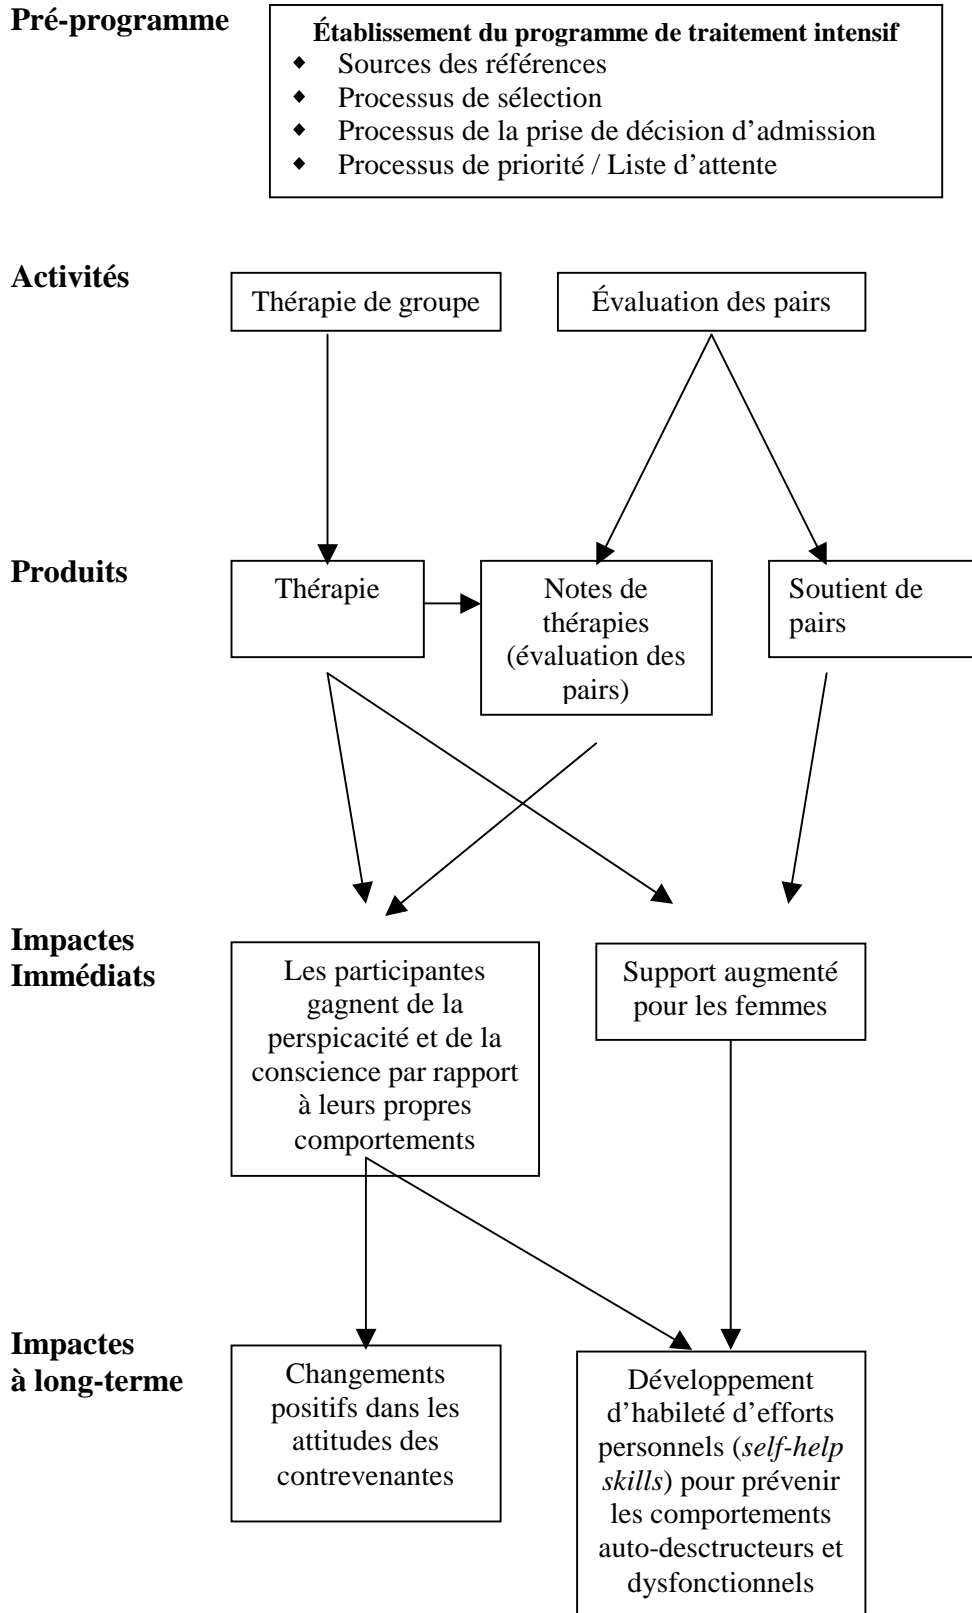 Pré-programme
Établissement du programme de traitement intensif
◆ Sources des références
◆ Processus de sélection
◆ Processus de la prise de décision d’admission
◆ Processus de priorité / Liste d’attente
Activités
Thérapie de groupe
Évaluation des pairs
Produits
Thérapie
Notes de
thérapies
(évaluation des
pairs)
Soutient de
pairs
Impactes
Immédiats
Les participantes
gagnent de la
perspicacité et de la
conscience par rapport
à leurs propres
comportements
Support augmenté
pour les femmes
Impactes
à long-terme
Changements
positifs dans les
attitudes des
contrevenantes
Développement
d’habileté d’efforts
personnels (self-help
skills) pour prévenir
les comportements
auto-desctructeurs et
dysfonctionnels